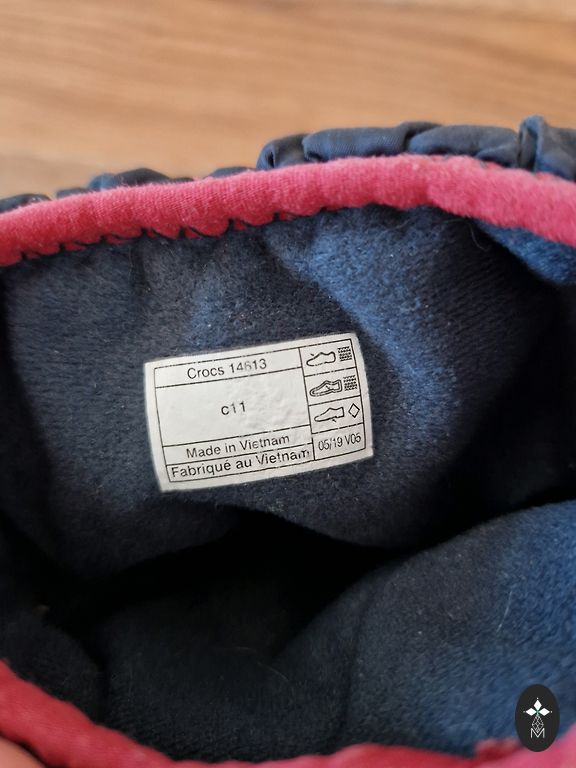 Crocs 14613
c11
Made in Vietnam
Fabriqué au Vietnam
05/19 V05
M